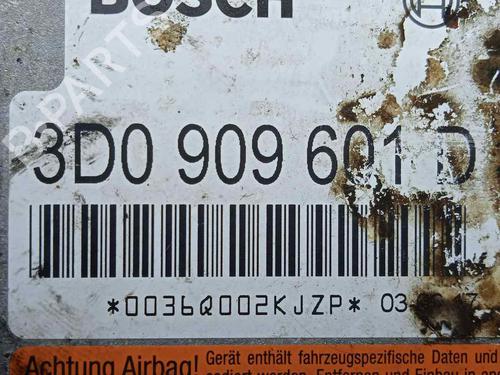 BOSCH
3D0 909 601 D
*0036Q002KJZP*
Achtung Airbag! Gerät enthält fahrzeugspezifische Daten und